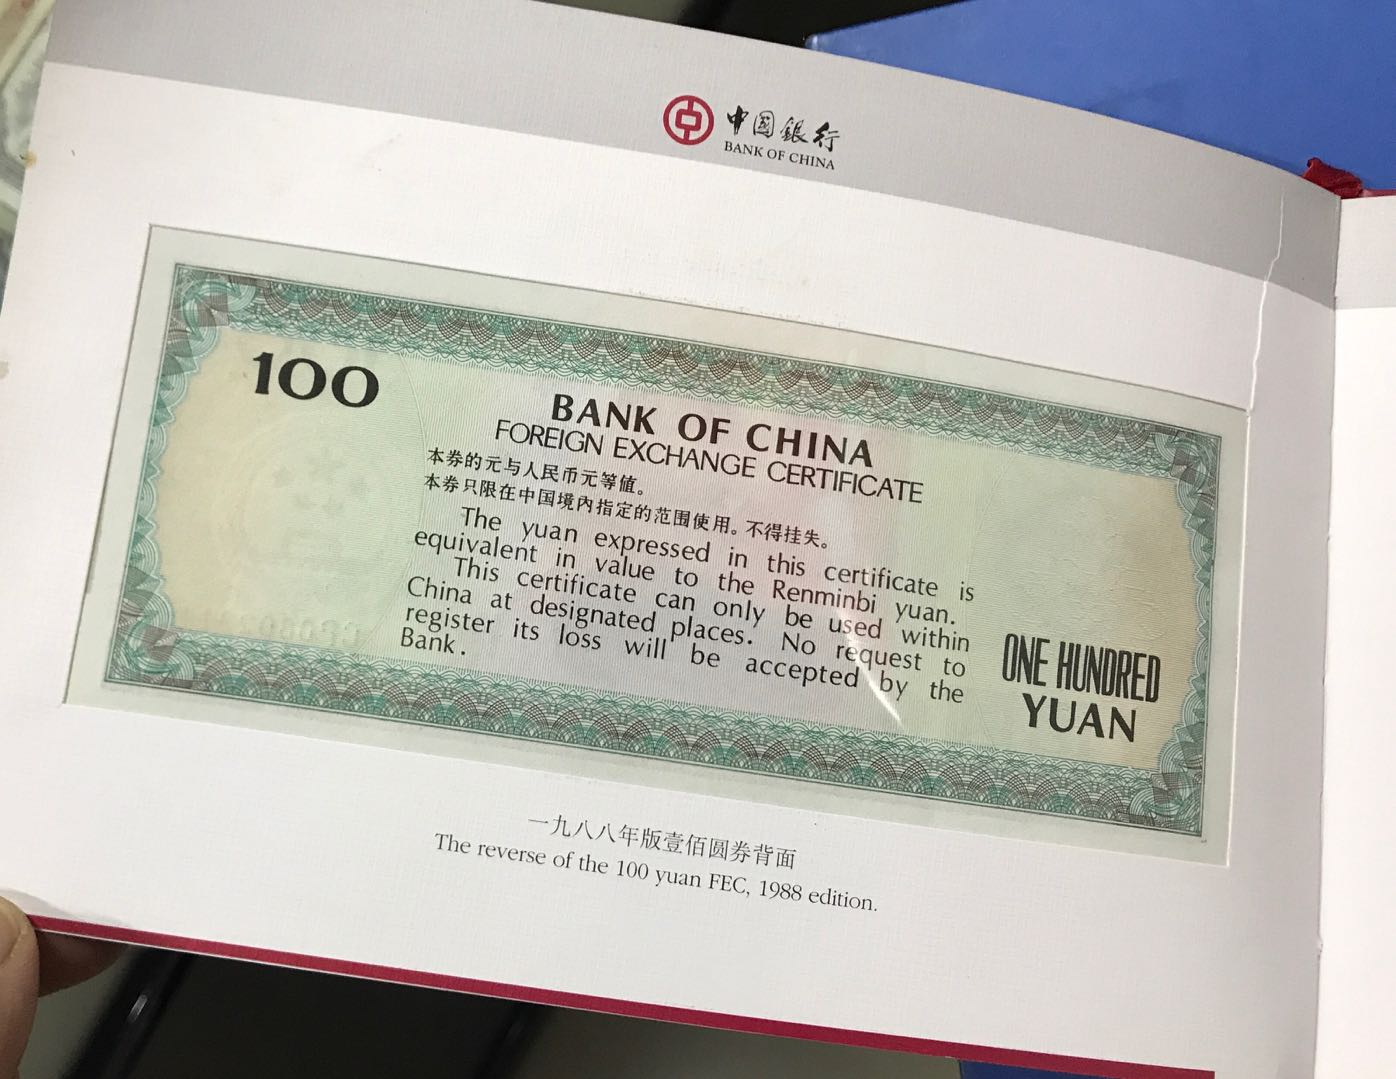 中国銀行
BANK OF CHINA
100
BANK OF CHINA
FOREIGN EXCHANGE CERTIFICATE
本券的元与人民币元等值。
本券只限在中国境内指定的范围使用。不得挂失。
The yuan expressed in this certificate is
equivalent in value to the Renminbi yuan.
This certificate can only be used within
China at designated places. No request to
register its loss will be accepted by the
Bank.
ONE HUNDRED
YUAN
一九八八年版壹佰圆券背面
The reverse of the 100 yuan FEC, 1988 edition.